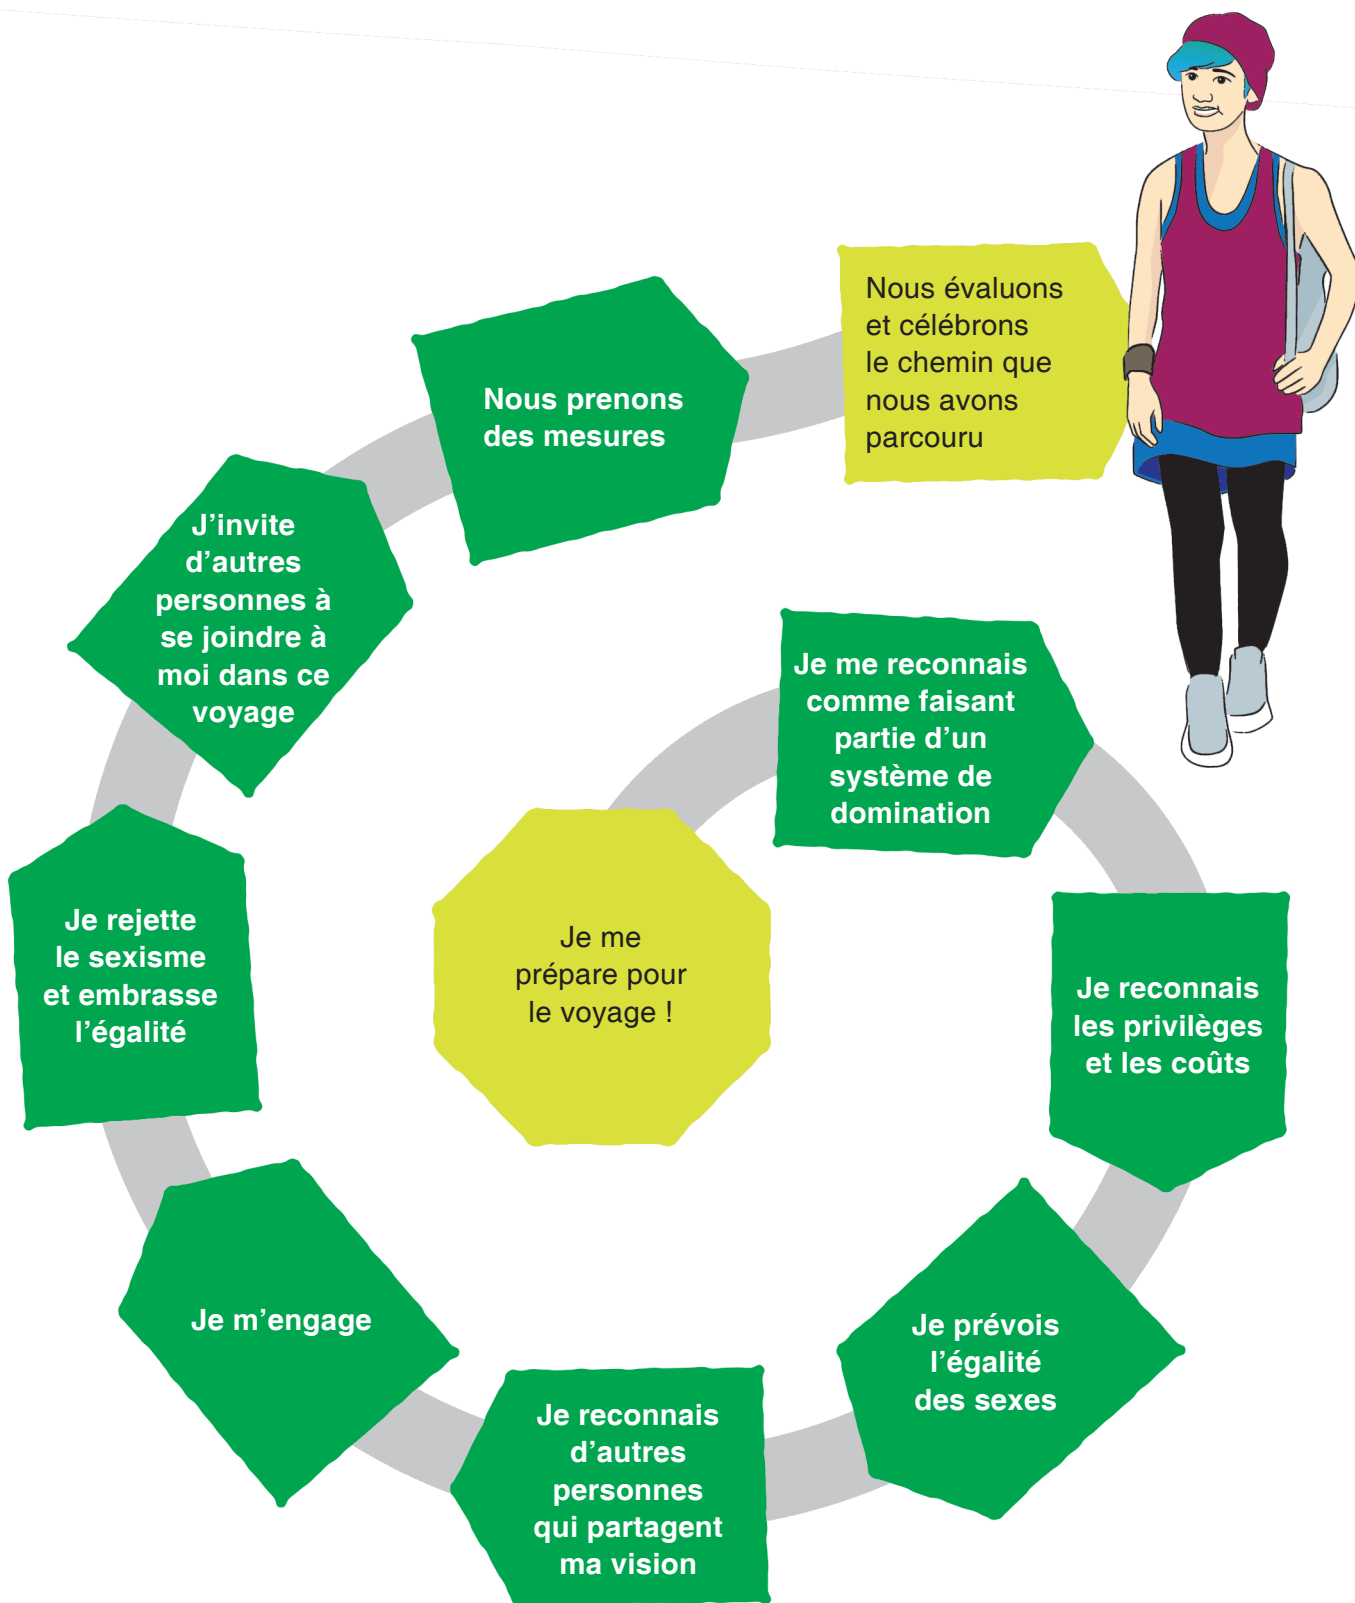 Je me
prépare pour
le voyage !
Je me reconnais
comme faisant
partie d’un
système de
domination
Je reconnais
les privilèges
et les coûts
Je prévois
l’égalité
des sexes
Je reconnais
d’autres
personnes
qui partagent
ma vision
Je m’engage
Je rejette
le sexisme
et embrasse
l’égalité
J’invite
d’autres
personnes à
se joindre à
moi dans ce
voyage
Nous prenons
des mesures
Nous évaluons
et célébrons
le chemin que
nous avons
parcouru